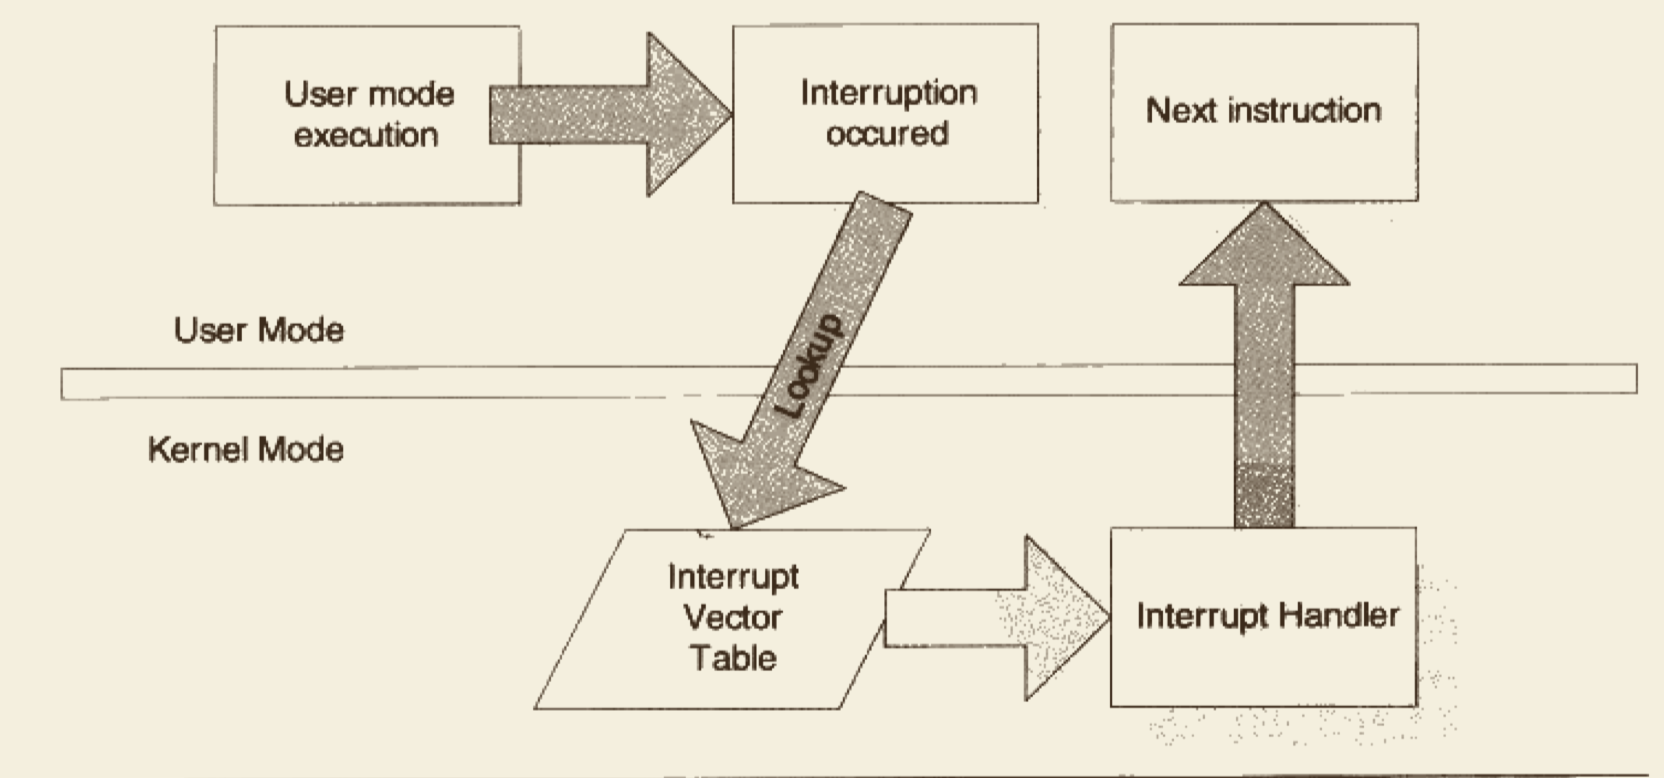 User mode
execution
Interruption
occured
Next instruction
Lookup
User Mode
Kernel Mode
Interrupt
Vector
Table
Interrupt Handler